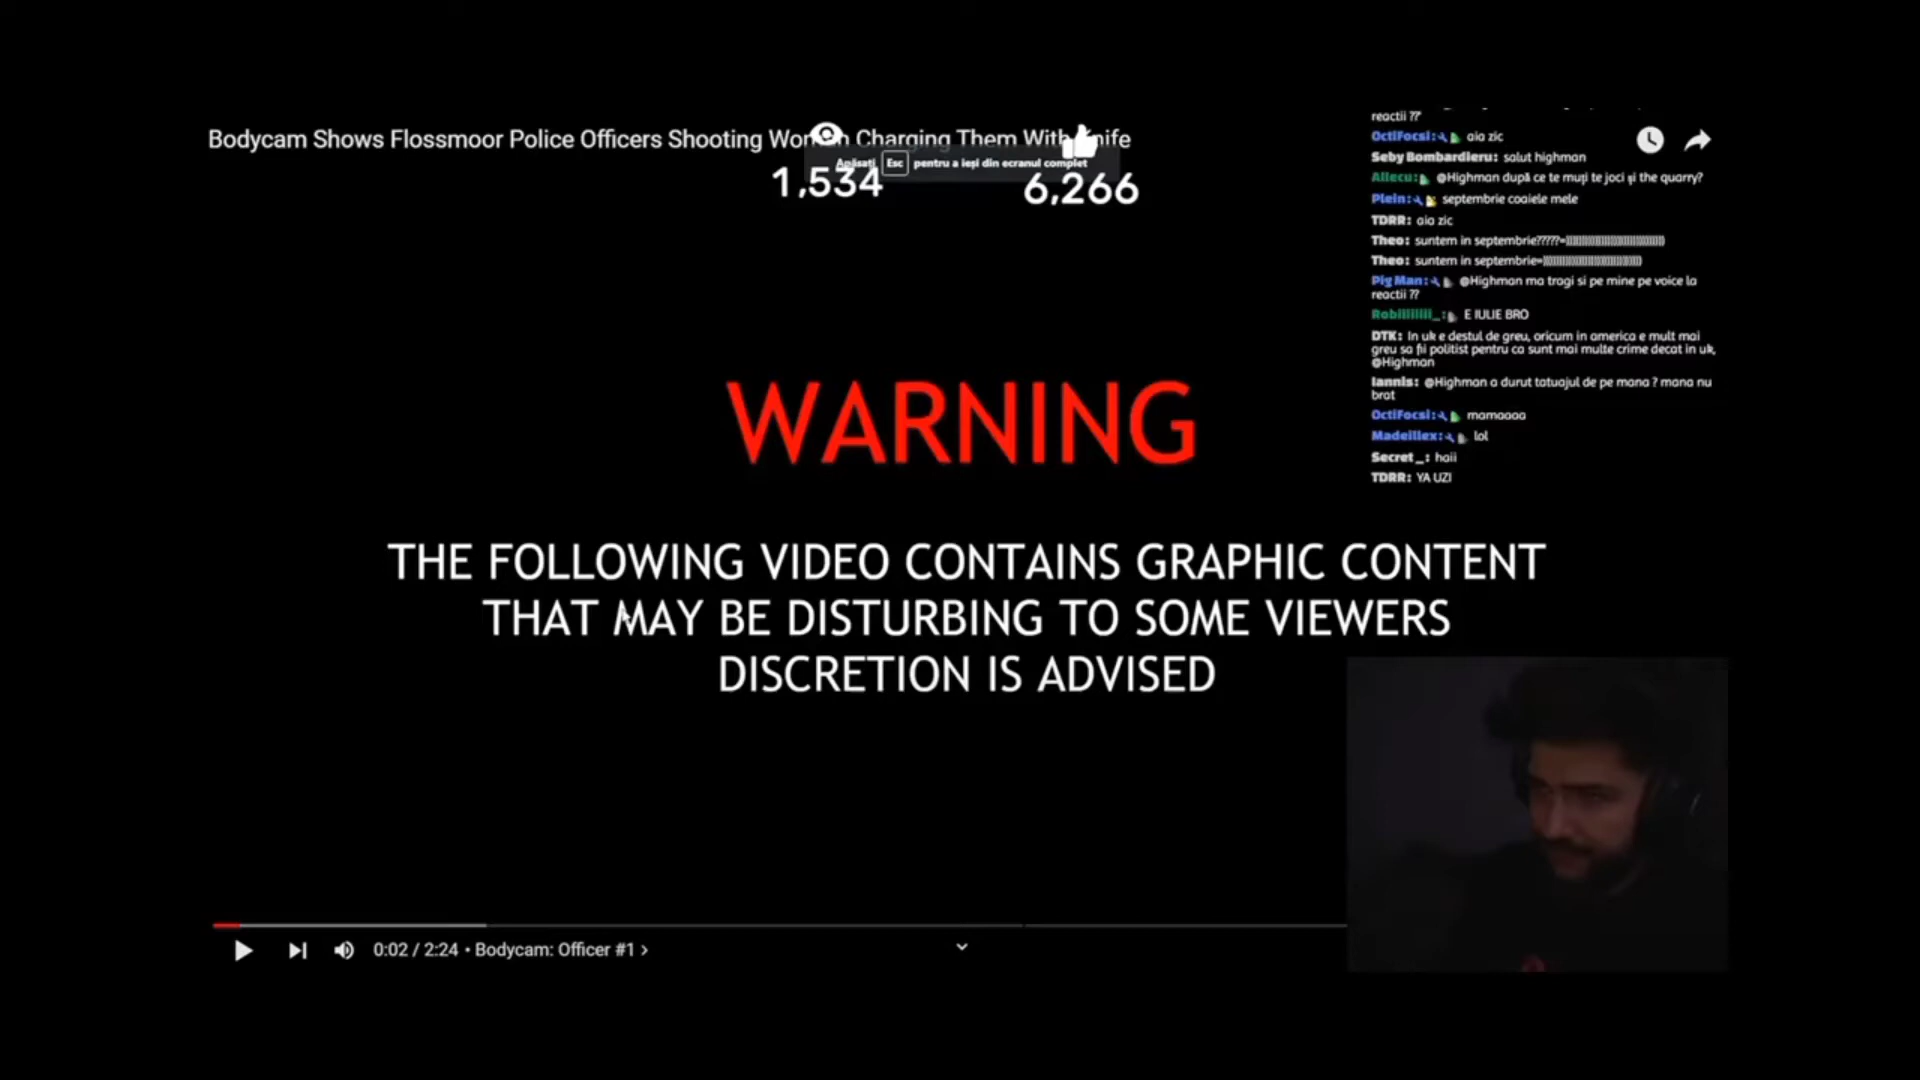 Bodycam Shows Flossmoor Police Officers Shooting Charging Them With
Apăsați Esc pentru a ieși din ecranul complet
1,534
6,266
reactii ??
OctiFocsi: aia zic
Seby Bombardieru: salut highman
Allecu: @Highman după ce te muți te joci și the quarry?
Plein: septembrie coaiele mele
TDRR: aia zic
Theo: suntem in septembrie?????=
Theo: suntem in septembrie=
Pig Man: @Highman ma tragi si pe mine pe voice la
reactii ??
E IULIE BRO
DTK: In uk e destul de greu, oricum in america e mult mai
greu sa fii politist pentru ca sunt mai multe crime decat in uk,
@Highman
Iannis: @Highman a durut tatuajul de pe mana ? mana nu
brat
OctiFocsi: mamaaaa
Madeillex: lol
Secret_: haii
TDRR: YA UZI
WARNING
THE FOLLOWING VIDEO CONTAINS GRAPHIC CONTENT
THAT MAY BE DISTURBING TO SOME VIEWERS
DISCRETION IS ADVISED
0:02 / 2:24 • Bodycam: Officer #1 ›